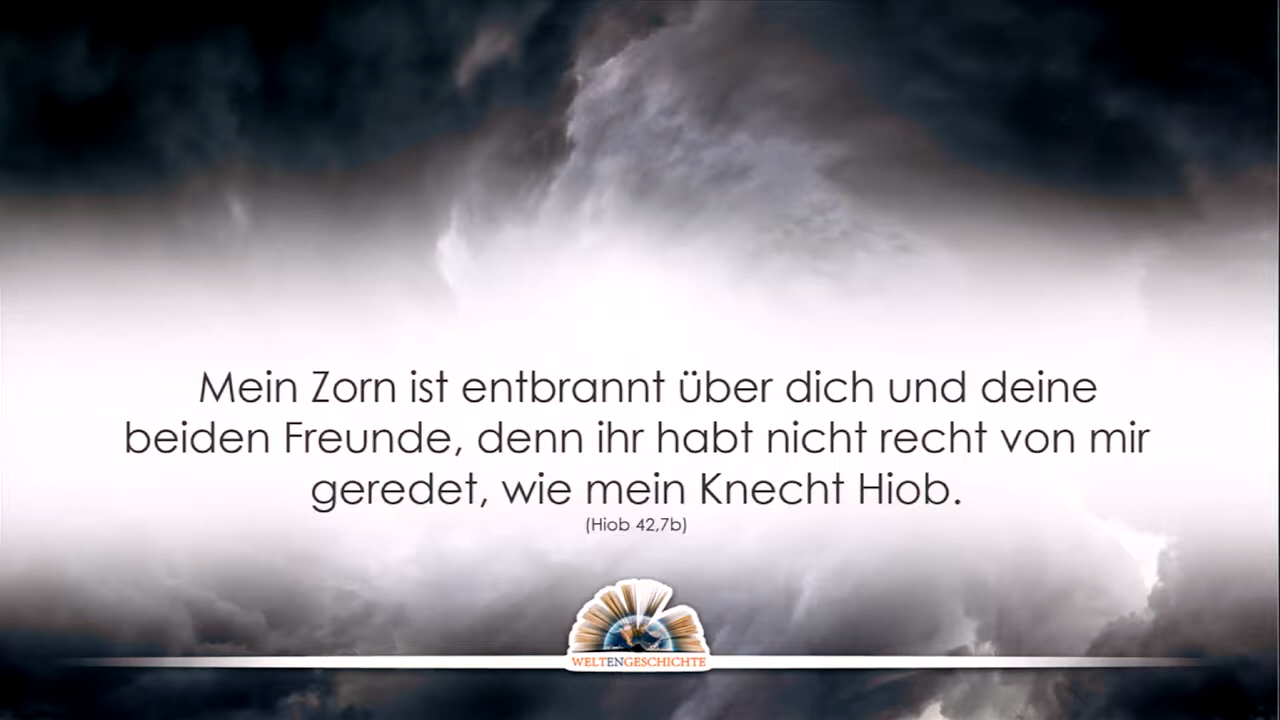 Mein Zorn ist entbrannt über dich und deine
beiden Freunde, denn ihr habt nicht recht von mir
geredet, wie mein Knecht Hiob.
(Hiob 42,7b)
WELTENGESCHICHTE